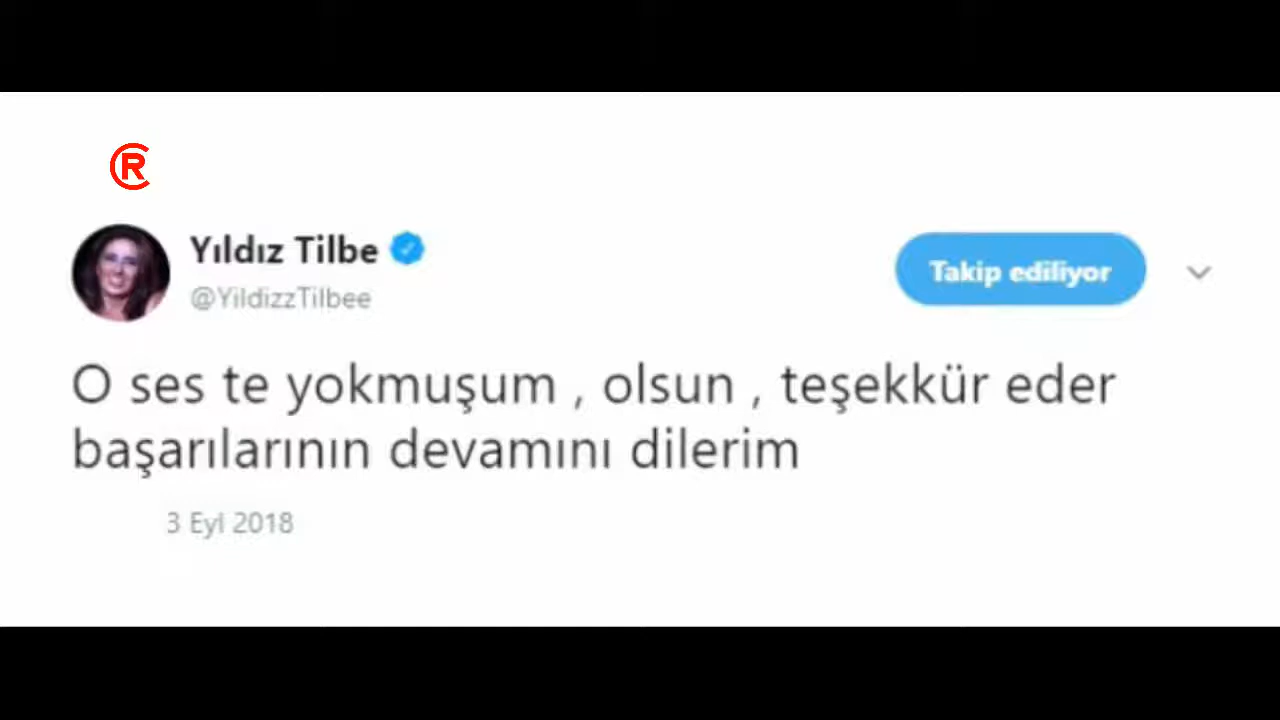 R
Yıldız Tilbe
@YildizzTilbee
Takip ediliyor
O ses te yokmuşum , olsun , teşekkür eder
başarılarının devamını dilerim
3 Eyl 2018